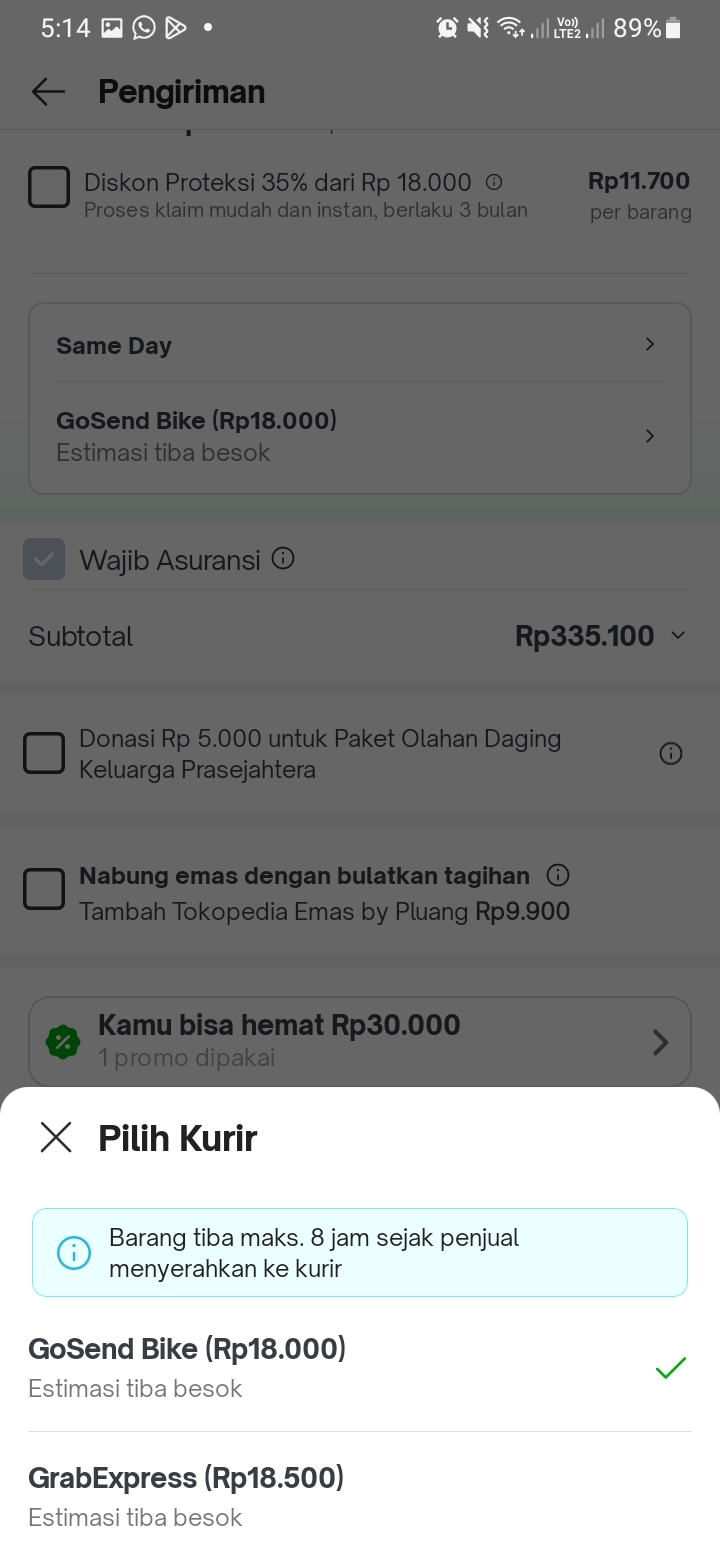 5:14
Vo)) LTE2
89%
Pengiriman
Diskon Proteksi 35% dari Rp 18.000
Rp11.700
Proses klaim mudah dan instan, berlaku 3 bulan
per barang
Same Day
GoSend Bike (Rp18.000)
Estimasi tiba besok
Wajib Asuransi
Subtotal
Rp335.100
Donasi Rp 5.000 untuk Paket Olahan Daging
Keluarga Prasejahtera
Nabung emas dengan bulatkan tagihan
Tambah Tokopedia Emas by Pluang Rp9.900
Kamu bisa hemat Rp30.000
1 promo dipakai
Pilih Kurir
Barang tiba maks. 8 jam sejak penjual
menyerahkan ke kurir
GoSend Bike (Rp18.000)
Estimasi tiba besok
GrabExpress (Rp18.500)
Estimasi tiba besok